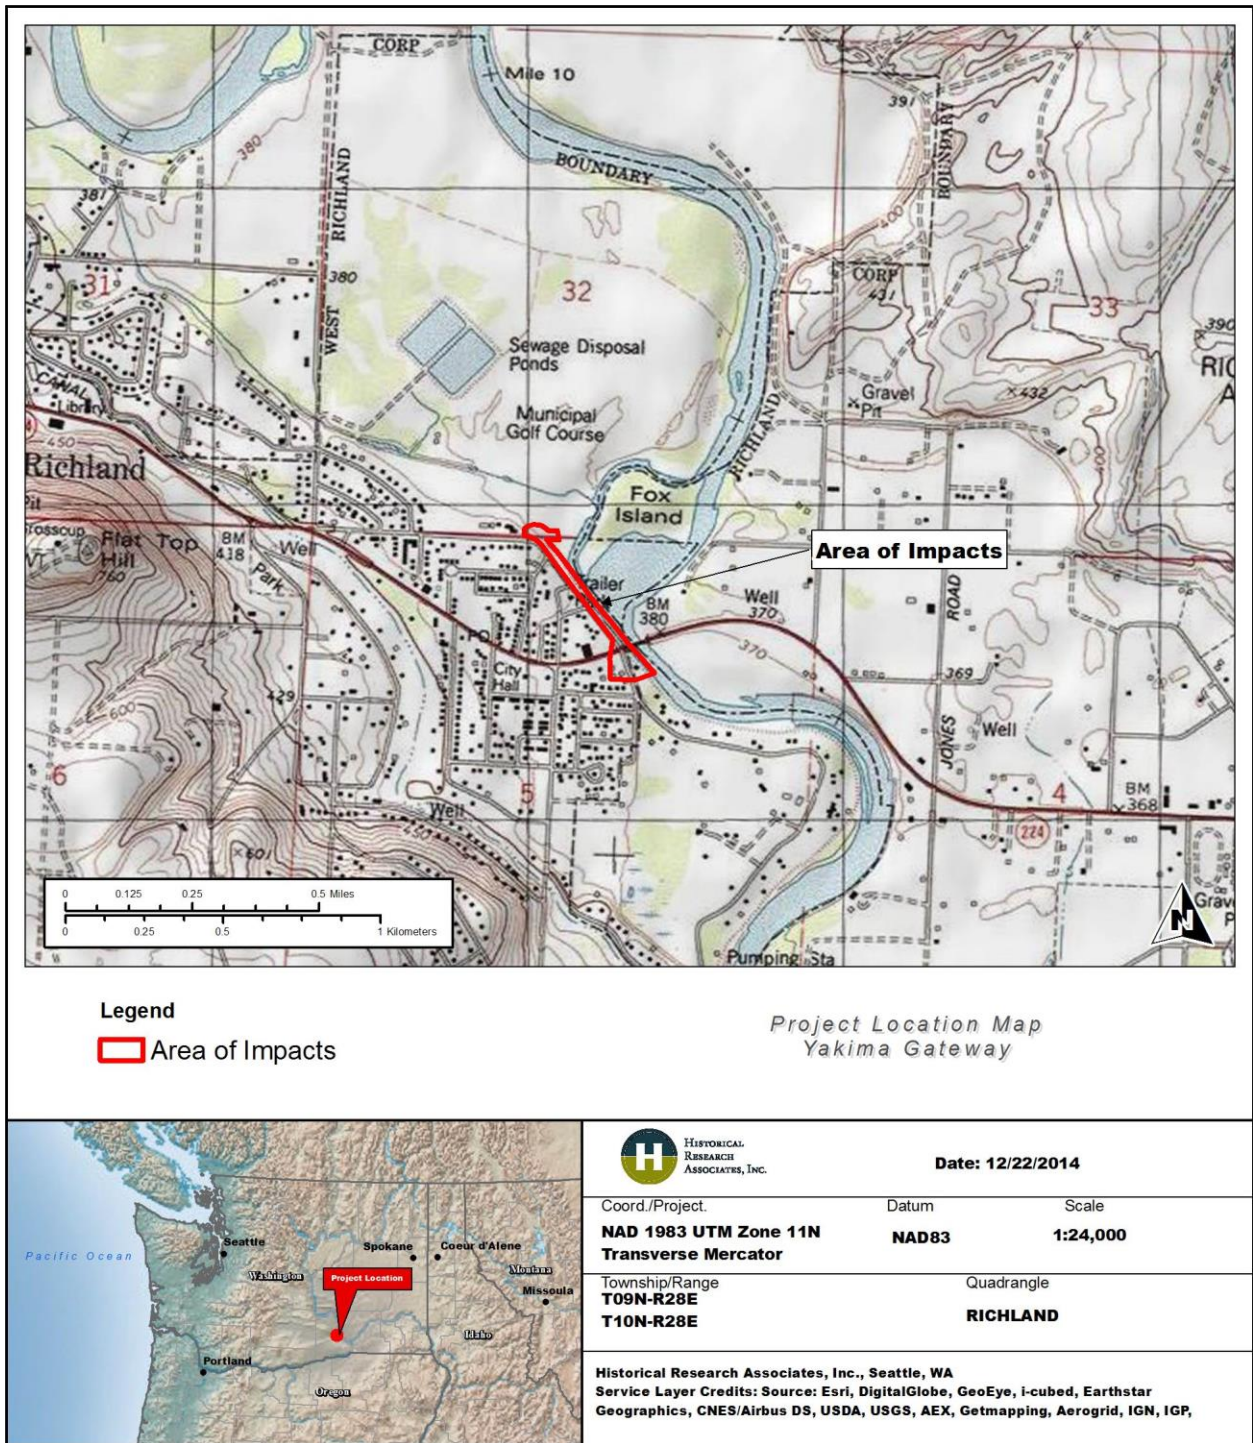 CORP
Mile 10
391
BOUNDARY
380
BOUNDARY
381
RICHLAND
400
CORP
431
31
380
32
33
WEST
Sewage Disposal
Ponds
390
CANAL
Library
Municipal
Golf Course
Gravel
Pit
432
RICHLAND
450
Richland
400
Fox
Island
Flat Top
Hill
760
BM
418
Well
Area of Impacts
Park
BM
380
Well
370
ROAD
PO
City
Hall
370
369
429
600
Well
JONES
6
5
4
BM
368
Well
224
450
601
0 0.125 0.25 0.5 Miles
0 0.25 0.5 1 Kilometers
N
Pumping Sta
Legend
Area of Impacts
Project Location Map
Yakima Gateway
Pacific Ocean
Seattle
Spokane
Coeur d'Alene
Washington
Montana
Project Location
Missoula
Idaho
Portland
Oregon
H
HISTORICAL
RESEARCH
ASSOCIATES, INC.
Date: 12/22/2014
Coord./Project. Datum Scale
NAD 1983 UTM Zone 11N NAD83 1:24,000
Transverse Mercator
Township/Range Quadrangle
T09N-R28E
T10N-R28E RICHLAND
Historical Research Associates, Inc., Seattle, WA
Service Layer Credits: Source: Esri, DigitalGlobe, GeoEye, i-cubed, Earthstar
Geographics, CNES/Airbus DS, USDA, USGS, AEX, Getmapping, Aerogrid, IGN, IGP,